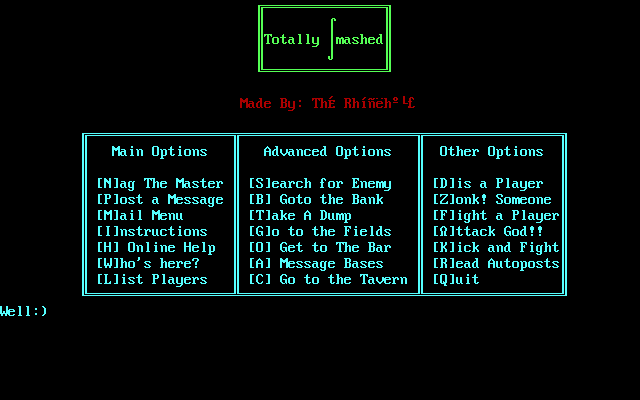 Totally ∫mashed
Made By: ThÉ
Main Options
[N]ag The Master
[P]ost a Message
[M]ail Menu
[I]nstructions
[H] Online Help
[W]ho's here?
[L]ist Players
Advanced Options
[S]earch for Enemy
[B] Goto the Bank
[T]ake A Dump
[G]o to the Fields
[O] Get to The Bar
[A] Message Bases
[C] Go to the Tavern
Other Options
[D]is a Player
[Z]onk! Someone
[F]ight a Player
[Ω]ttack God!!
[K]ick and Fight
[R]ead Autoposts
[Q]uit
Well:)